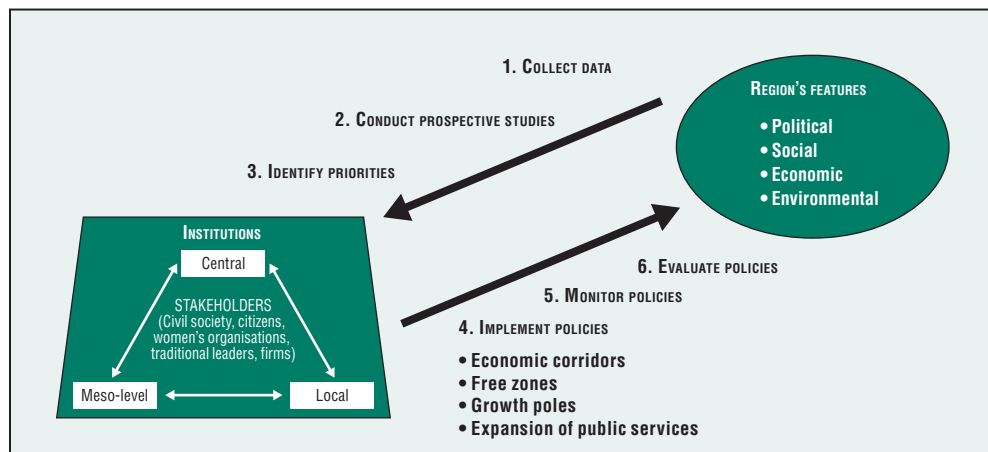 1. COLLECT DATA
2. CONDUCT PROSPECTIVE STUDIES
3. IDENTIFY PRIORITIES
REGION'S FEATURES
• Political
• Social
• Economic
• Environmental
INSTITUTIONS
Central
STAKEHOLDERS
(Civil society, citizens,
women's organisations,
traditional leaders, firms)
Meso-level
Local
6. EVALUATE POLICIES
5. MONITOR POLICIES
4. IMPLEMENT POLICIES
• Economic corridors
• Free zones
• Growth poles
• Expansion of public services